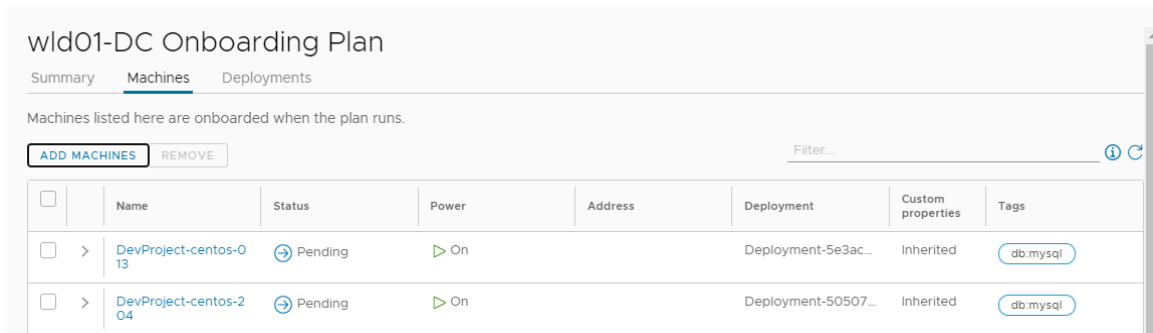 wld01-DC Onboarding Plan
Summary Machines Deployments
Machines listed here are onboarded when the plan runs.
ADD MACHINES REMOVE Filter...
Name Status Power Address Deployment Custom properties Tags
DevProject-centos-0 Pending On Deployment-5e3ac... Inherited db:mysql
13
DevProject-centos-2 Pending On Deployment-50507... Inherited db:mysql
04